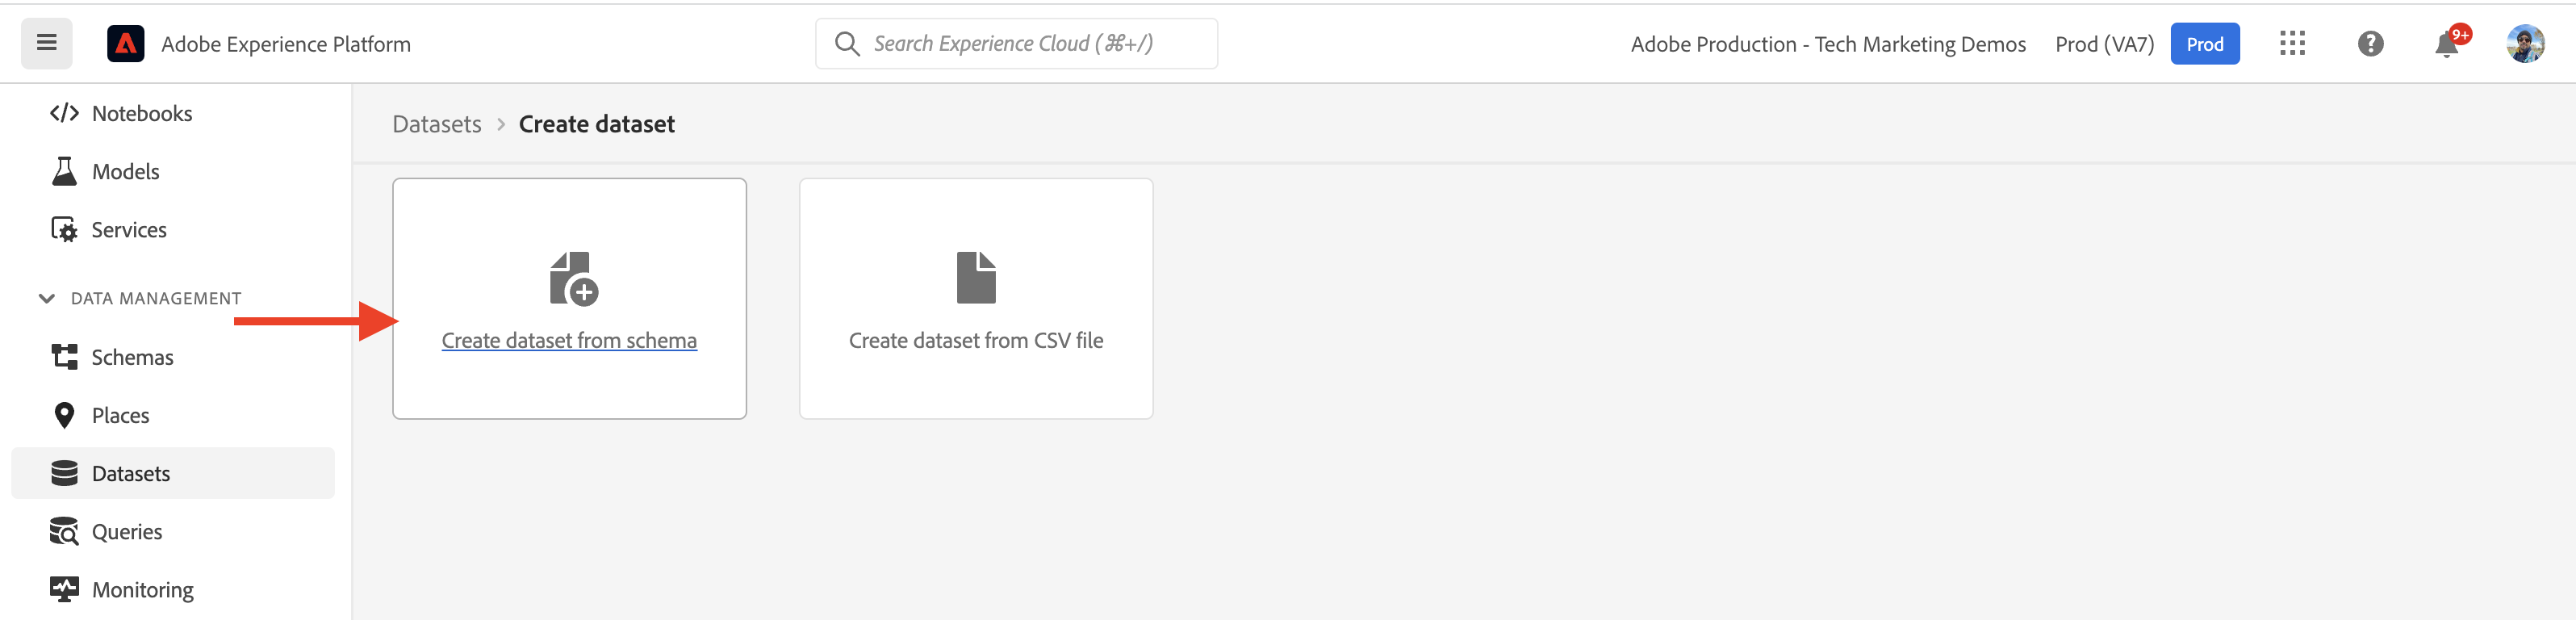 Adobe Experience Platform
Search Experience Cloud (⌘+/)
Adobe Production - Tech Marketing Demos
Prod (VA7)
Prod
9+
Notebooks
Models
Services
DATA MANAGEMENT
Schemas
Places
Datasets
Queries
Monitoring
Datasets > Create dataset
Create dataset from schema
Create dataset from CSV file